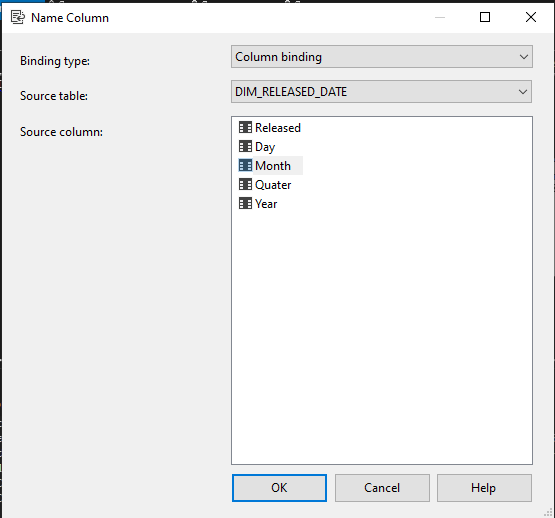 Name Column
Binding type:
Column binding
Source table:
DIM_RELEASED_DATE
Source column:
Released
Day
Month
Quater
Year
OK
Cancel
Help